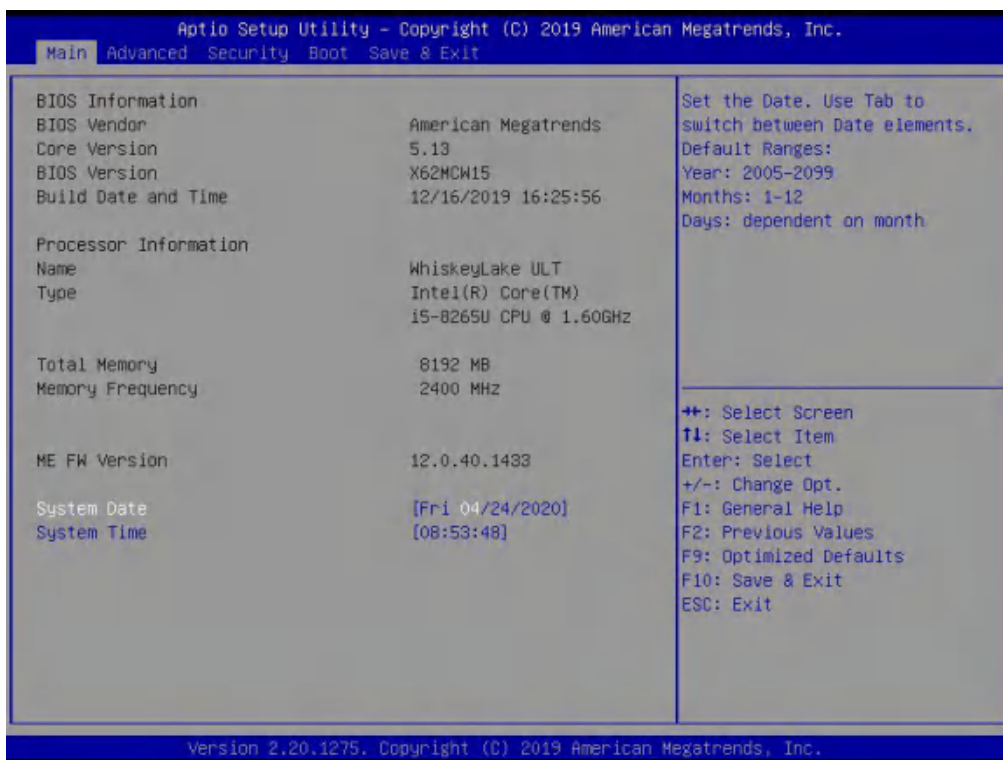 Aptio Setup Utility – Copyright (C) 2019 American Megatrends, Inc.
Main Advanced Security Boot Save & Exit
BIOS Information
BIOS Vendor American Megatrends
Core Version 5.13
BIOS Version X62MCW15
Build Date and Time 12/16/2019 16:25:56
Processor Information
Name WhiskeyLake ULT
Type Intel(R) Core(TM)
i5-8265U CPU @ 1.60GHz
Total Memory 8192 MB
Memory Frequency 2400 MHz
ME FW Version 12.0.40.1433
System Date [Fri 04/24/2020]
System Time [08:53:48]
Set the Date. Use Tab to
switch between Date elements.
Default Ranges:
Year: 2005-2099
Months: 1-12
Days: dependent on month
→←: Select Screen
↑↓: Select Item
Enter: Select
+/-: Change Opt.
F1: General Help
F2: Previous Values
F9: Optimized Defaults
F10: Save & Exit
ESC: Exit
Version 2.20.1275. Copyright (C) 2019 American Megatrends, Inc.